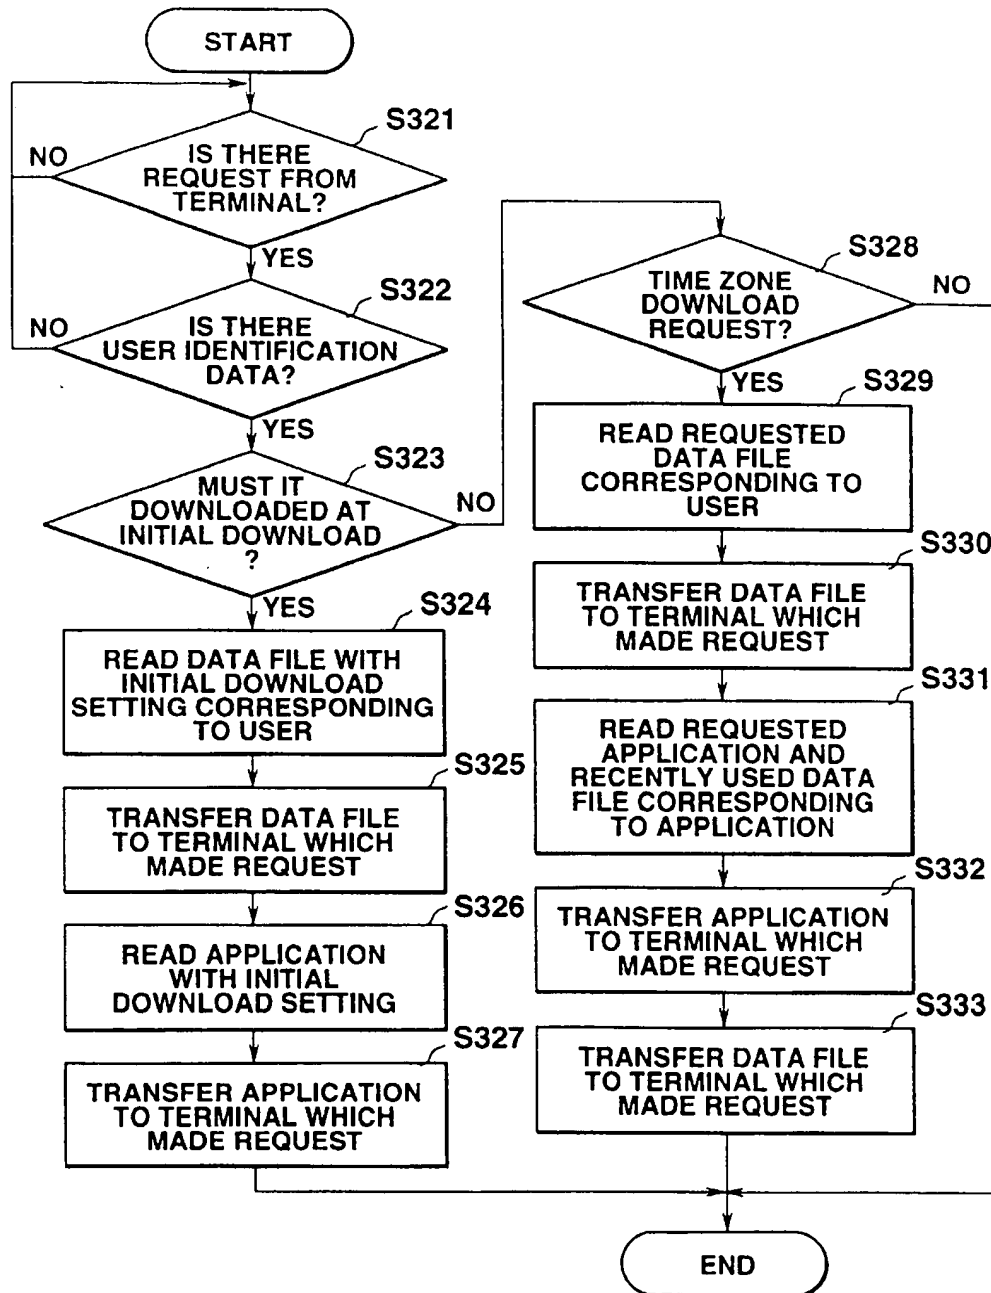 START
S321
IS THERE
REQUEST FROM
TERMINAL?
NO
YES
S322
IS THERE
USER IDENTIFICATION
DATA?
NO
YES
S323
MUST IT
DOWNLOADED AT
INITIAL DOWNLOAD
?
NO
YES
S324
READ DATA FILE WITH
INITIAL DOWNLOAD
SETTING CORRESPONDING
TO USER
S325
TRANSFER DATA FILE
TO TERMINAL WHICH
MADE REQUEST
S326
READ APPLICATION
WITH INITIAL
DOWNLOAD SETTING
S327
TRANSFER APPLICATION
TO TERMINAL WHICH
MADE REQUEST
S328
TIME ZONE
DOWNLOAD
REQUEST?
NO
YES
S329
READ REQUESTED
DATA FILE
CORRESPONDING TO
USER
S330
TRANSFER DATA FILE
TO TERMINAL WHICH
MADE REQUEST
S331
READ REQUESTED
APPLICATION AND
RECENTLY USED DATA
FILE CORRESPONDING
TO APPLICATION
S332
TRANSFER APPLICATION
TO TERMINAL WHICH
MADE REQUEST
S333
TRANSFER DATA FILE
TO TERMINAL WHICH
MADE REQUEST
END